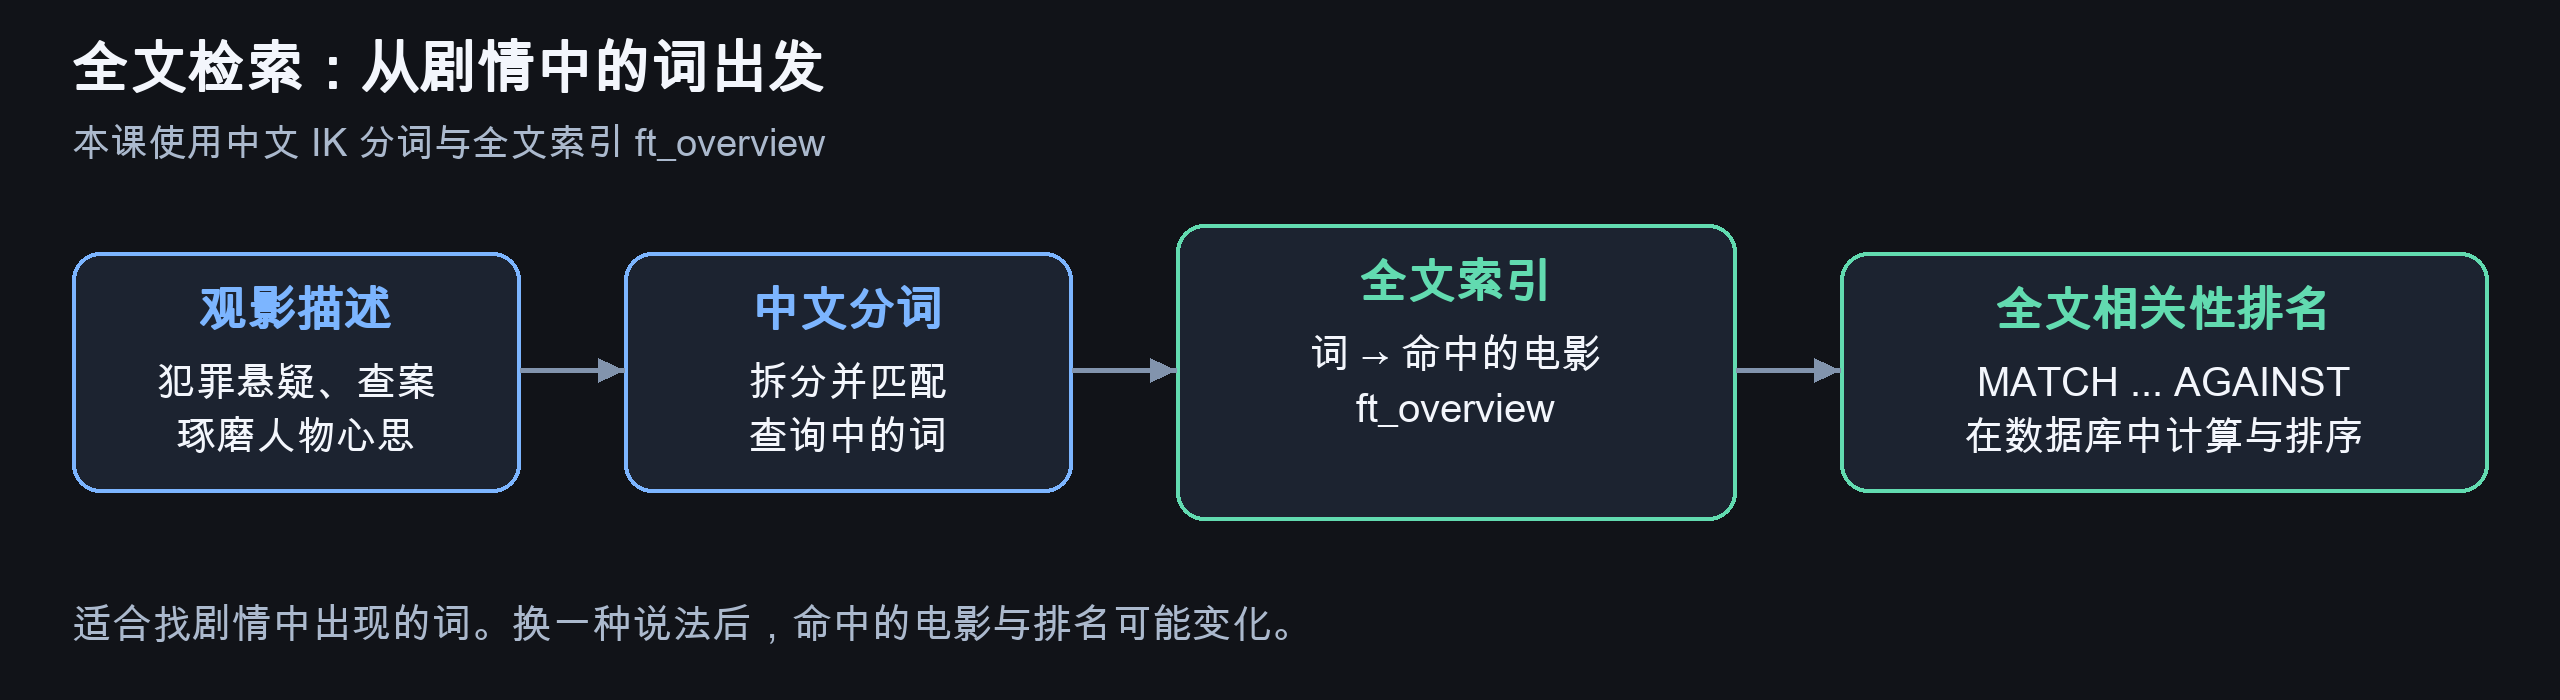 全文检索：从剧情中的词出发
本课使用中文 IK 分词与全文索引 ft_overview
观影描述
犯罪悬疑、查案
琢磨人物心思
中文分词
拆分并匹配
查询中的词
全文索引
词 → 命中的电影
ft_overview
全文相关性排名
MATCH ... AGAINST
在数据库中计算与排序
适合找剧情中出现的词。换一种说法后，命中的电影与排名可能变化。